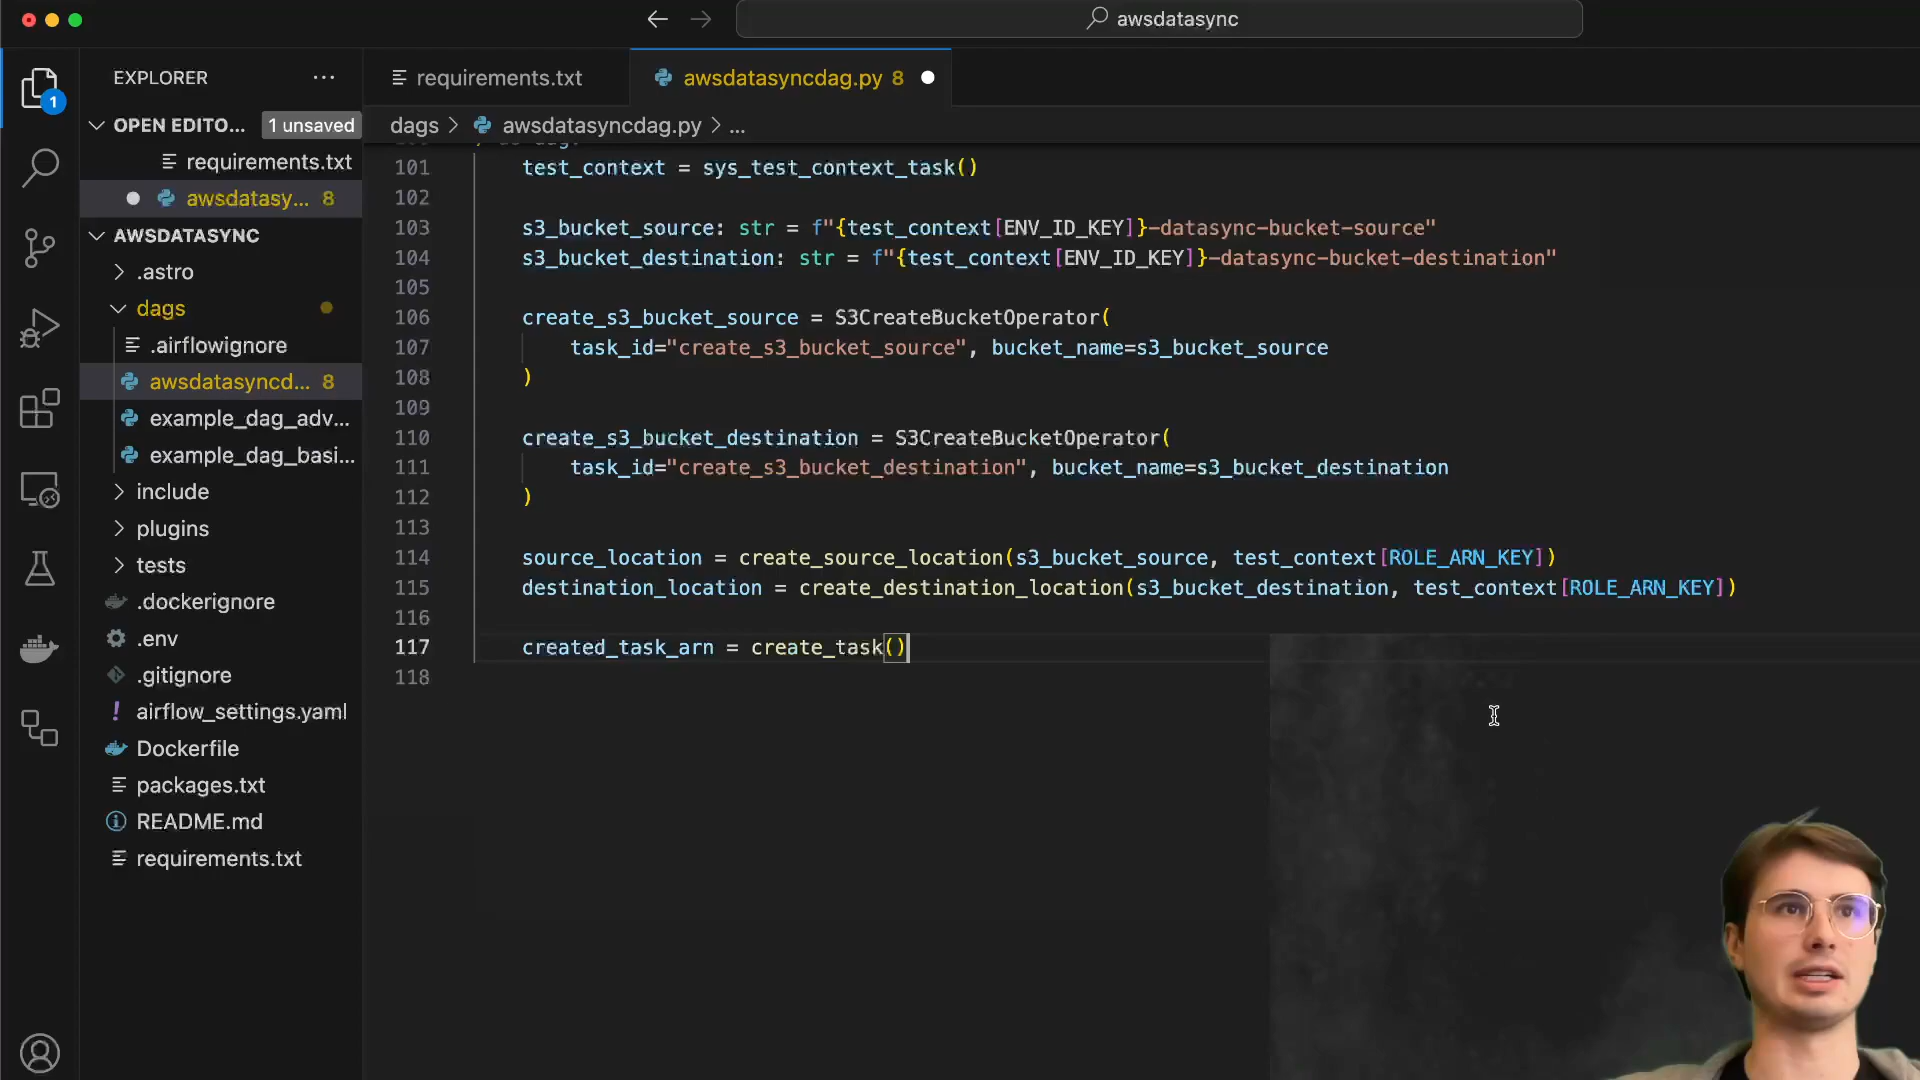 awsdatasync
EXPLORER
requirements.txt
awsdatasyncdag.py 8
1
OPEN EDITO... 1 unsaved
dags > awsdatasyncdag.py > ...
requirements.txt
awsdatasy... 8
AWSDATASYNC
.astro
dags
.airflowignore
awsdatasyncd... 8
example_dag_adv...
example_dag_basi...
include
plugins
tests
.dockerignore
.env
.gitignore
! airflow_settings.yaml
Dockerfile
packages.txt
README.md
requirements.txt
101 test_context = sys_test_context_task()
102
103 s3_bucket_source: str = f"{test_context[ENV_ID_KEY]}-datasync-bucket-source"
104 s3_bucket_destination: str = f"{test_context[ENV_ID_KEY]}-datasync-bucket-destination"
105
106 create_s3_bucket_source = S3CreateBucketOperator(
107 task_id="create_s3_bucket_source", bucket_name=s3_bucket_source
108 )
109
110 create_s3_bucket_destination = S3CreateBucketOperator(
111 task_id="create_s3_bucket_destination", bucket_name=s3_bucket_destination
112 )
113
114 source_location = create_source_location(s3_bucket_source, test_context[ROLE_ARN_KEY])
115 destination_location = create_destination_location(s3_bucket_destination, test_context[ROLE_ARN_KEY])
116
117 created_task_arn = create_task()
118